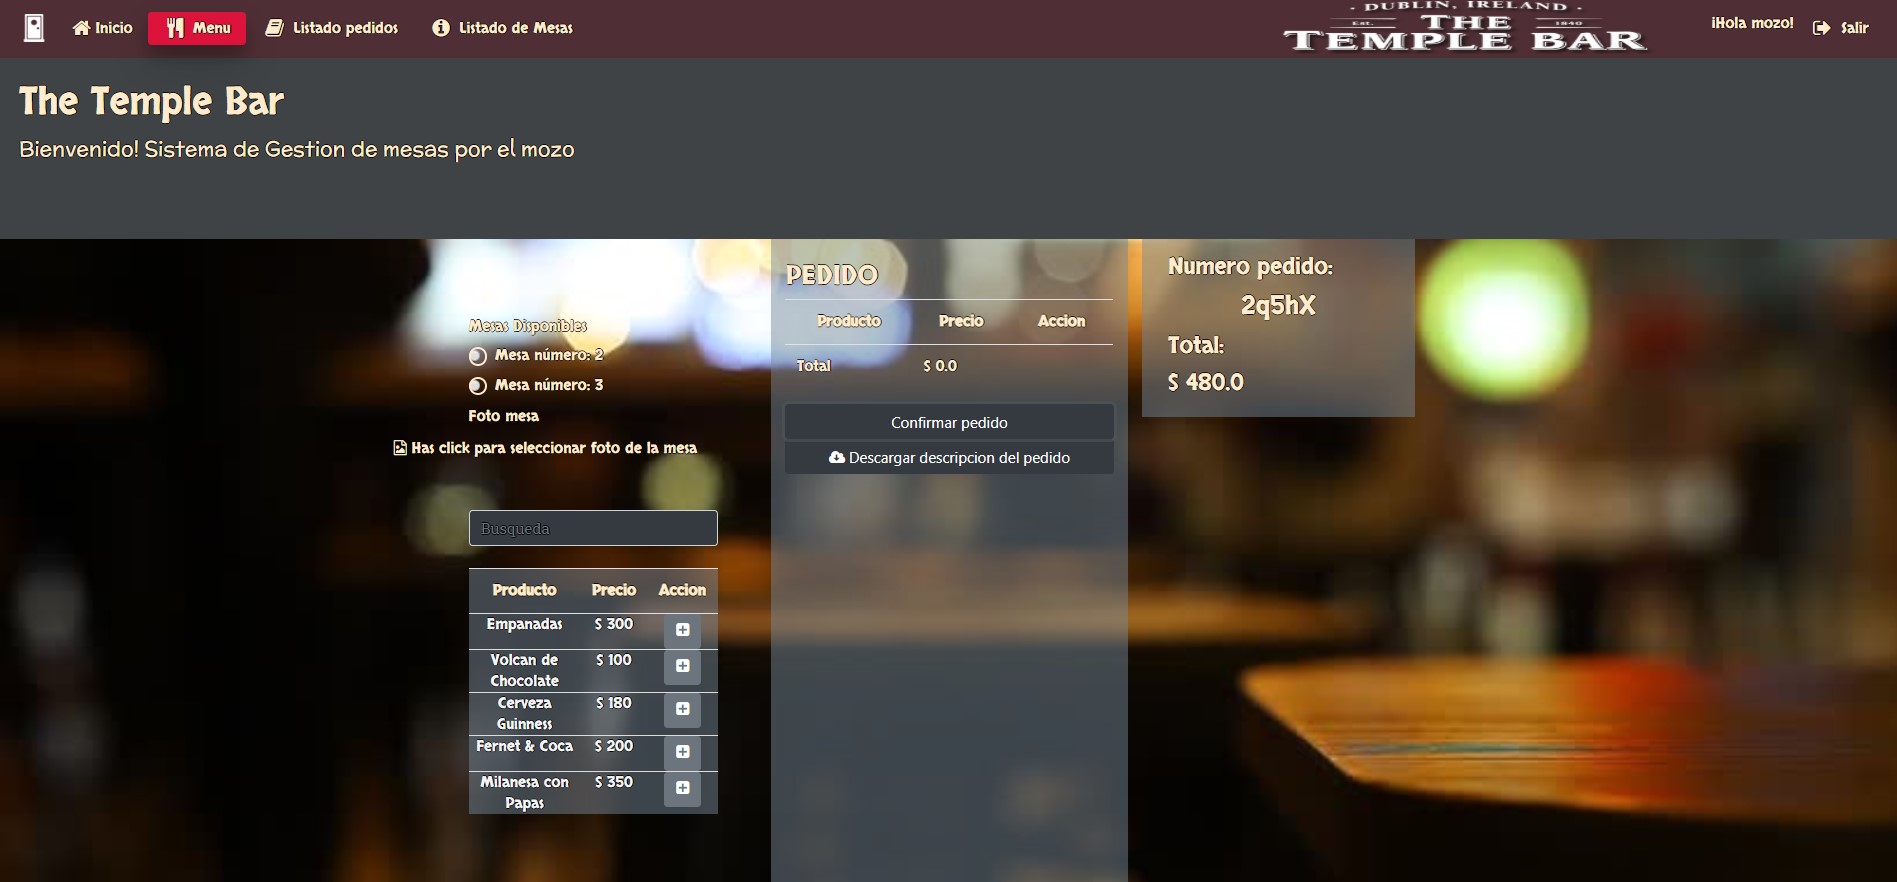 Inicio
Menu
Listado pedidos
Listado de Mesas
· DUBLIN, IRELAND ·
Est. THE 1840
TEMPLE BAR
¡Hola mozo!
Salir
The Temple Bar
Bienvenido! Sistema de Gestion de mesas por el mozo
Mesas Disponibles
Mesa número: 2
Mesa número: 3
Foto mesa
Has click para seleccionar foto de la mesa
Busqueda
Producto Precio Accion
Empanadas $ 300
Volcan de
Chocolate $ 100
Cerveza
Guinness $ 180
Fernet & Coca $ 200
Milanesa con
Papas $ 350
PEDIDO
Producto Precio Accion
Total $ 0.0
Confirmar pedido
Descargar descripcion del pedido
Numero pedido:
2q5hX
Total:
$ 480.0